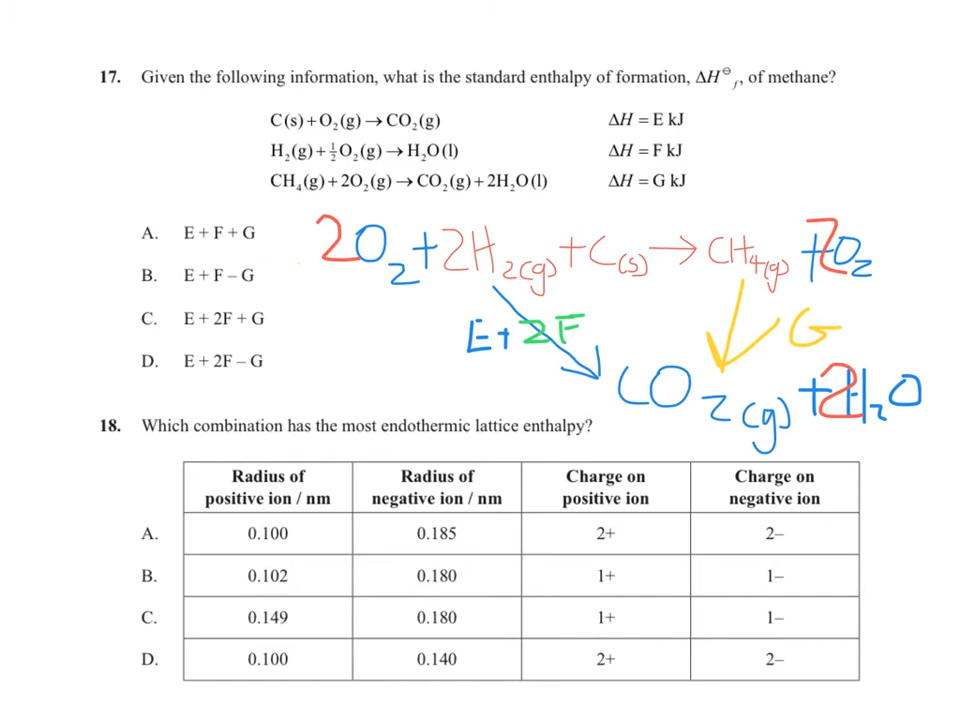 17. Given the following information, what is the standard enthalpy of formation, ΔH⦵f, of methane?
C(s)+O₂(g)→CO₂(g) ΔH = E kJ
H₂(g)+½O₂(g)→H₂O(l) ΔH = F kJ
CH₄(g)+2O₂(g)→CO₂(g)+2H₂O(l) ΔH = G kJ
A. E + F + G
2O₂+2H₂(g)+C(s)→CH₄(g)+2O₂
B. E + F – G
C. E + 2F + G
E+2F G
D. E + 2F – G
CO₂(g)+2H₂O
18. Which combination has the most endothermic lattice enthalpy?
Radius of positive ion / nm Radius of negative ion / nm Charge on positive ion Charge on negative ion
A. 0.100 0.185 2+ 2–
B. 0.102 0.180 1+ 1–
C. 0.149 0.180 1+ 1–
D. 0.100 0.140 2+ 2–